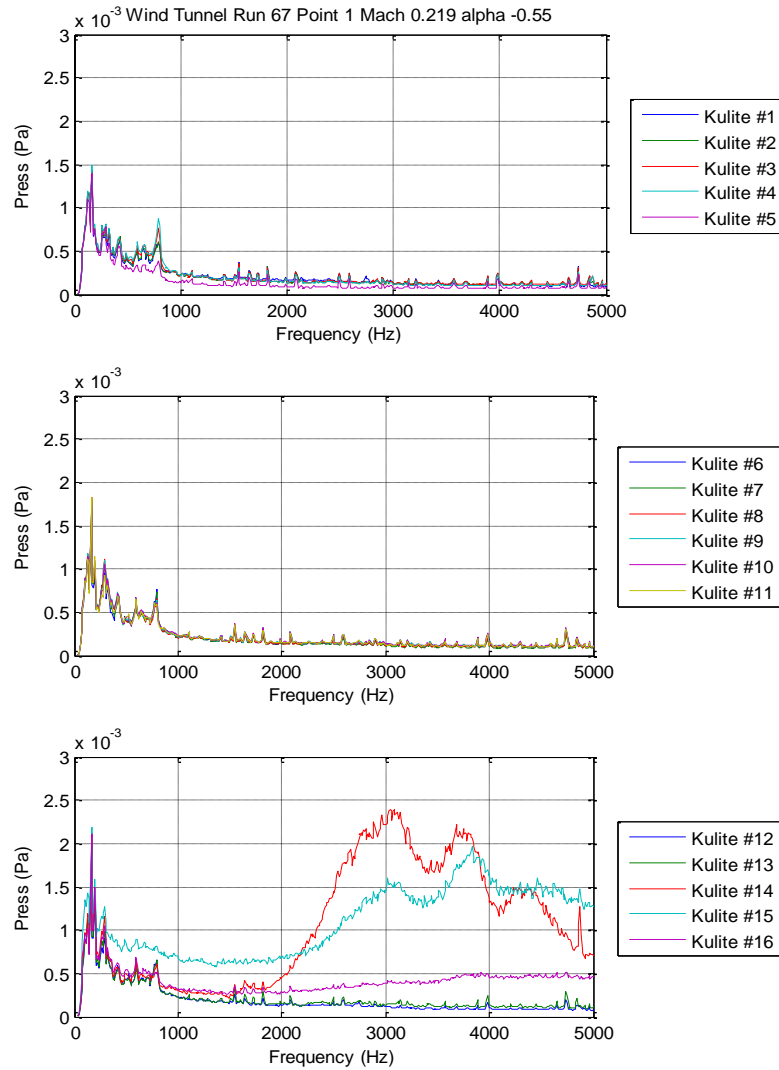 x 10-3 Wind Tunnel Run 67 Point 1 Mach 0.219 alpha -0.55
3
2.5
2
1.5
1
0.5
0
Press (Pa)
0 1000 2000 3000 4000 5000
Frequency (Hz)
Kulite #1
Kulite #2
Kulite #3
Kulite #4
Kulite #5
x 10-3
3
2.5
2
1.5
1
0.5
0
Press (Pa)
0 1000 2000 3000 4000 5000
Frequency (Hz)
Kulite #6
Kulite #7
Kulite #8
Kulite #9
Kulite #10
Kulite #11
x 10-3
3
2.5
2
1.5
1
0.5
0
Press (Pa)
0 1000 2000 3000 4000 5000
Frequency (Hz)
Kulite #12
Kulite #13
Kulite #14
Kulite #15
Kulite #16